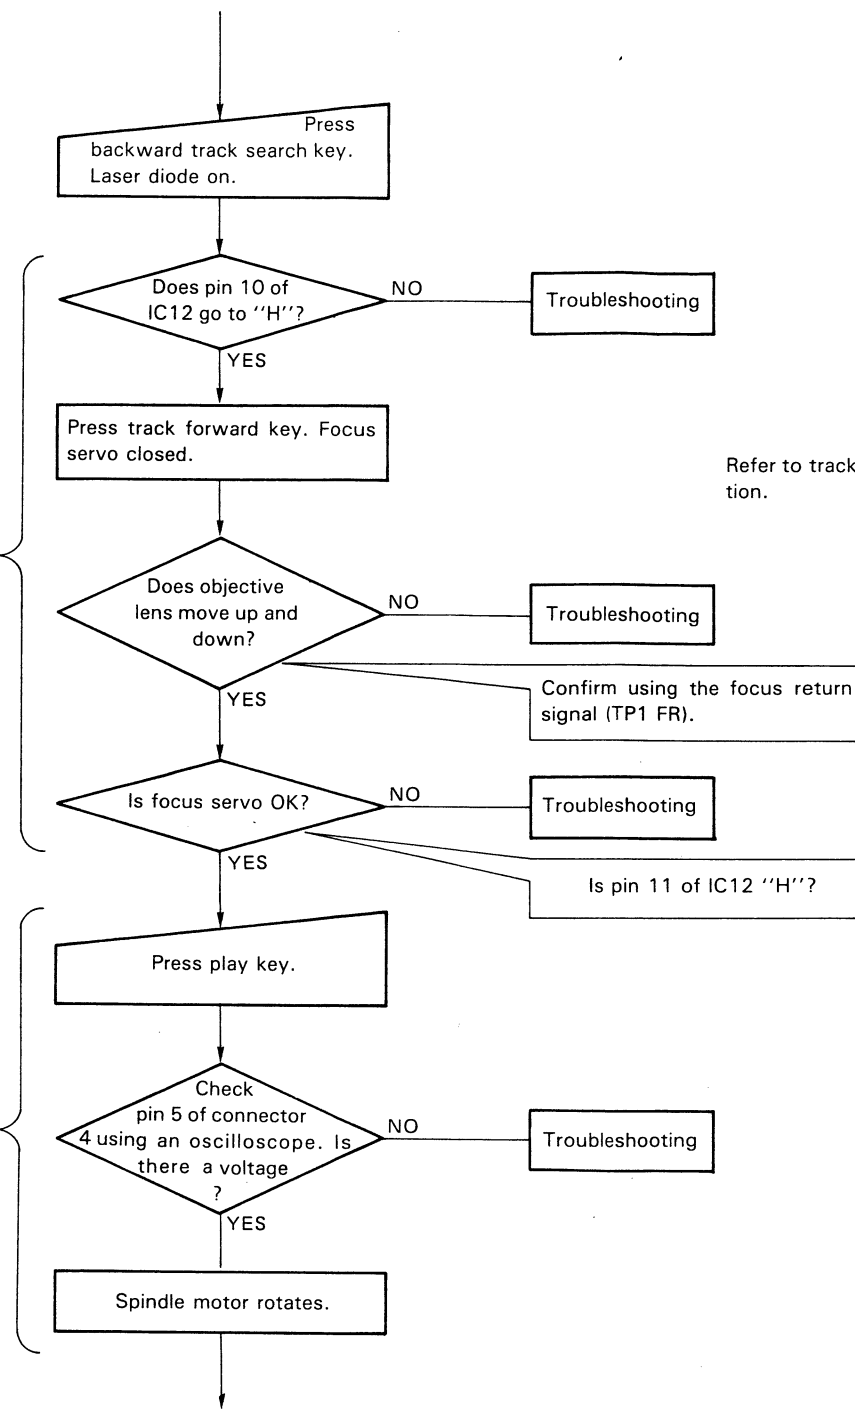 Press
backward track search key.
Laser diode on.
Does pin 10 of
IC12 go to ‘‘H’’?
NO
Troubleshooting
YES
Press track forward key. Focus
servo closed.
Refer to track
tion.
Does objective
lens move up and
down?
NO
Troubleshooting
YES
Confirm using the focus return
signal (TP1 FR).
Is focus servo OK?
NO
Troubleshooting
YES
Is pin 11 of IC12 ‘‘H’’?
Press play key.
Check
pin 5 of connector
4 using an oscilloscope. Is
there a voltage
?
NO
Troubleshooting
YES
Spindle motor rotates.